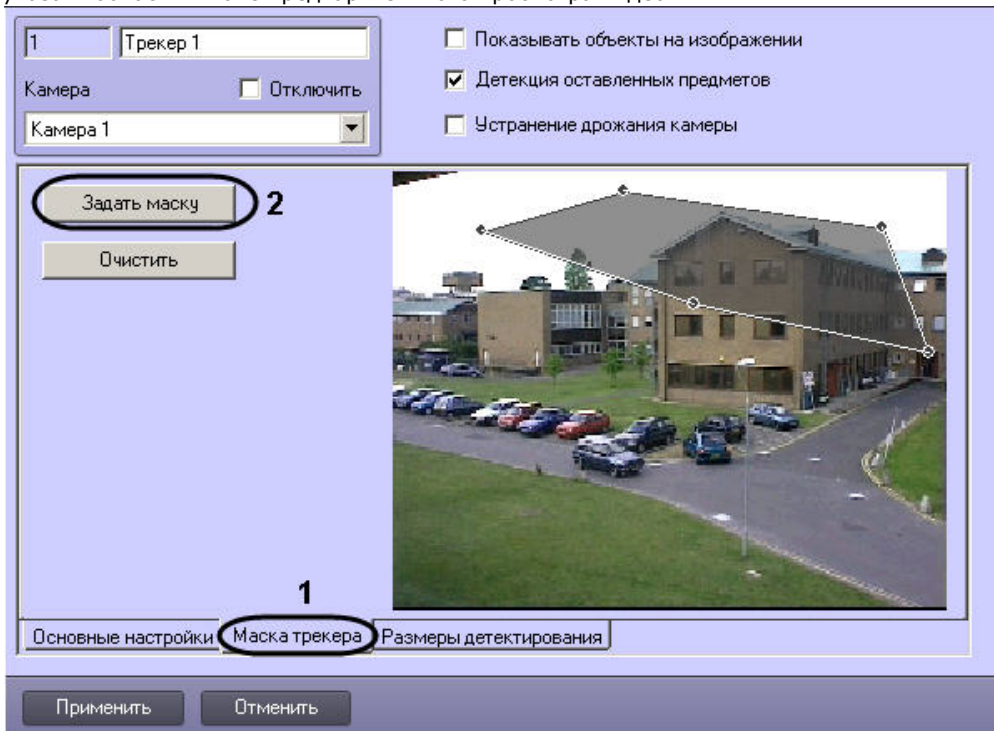 1 Трекер 1
Камера Отключить
Камера 1
Показывать объекты на изображении
Детекция оставленных предметов
Устранение дрожания камеры
Задать маску 2
Очистить
1
Основные настройки Маска трекера Размеры детектирования
Применить Отменить